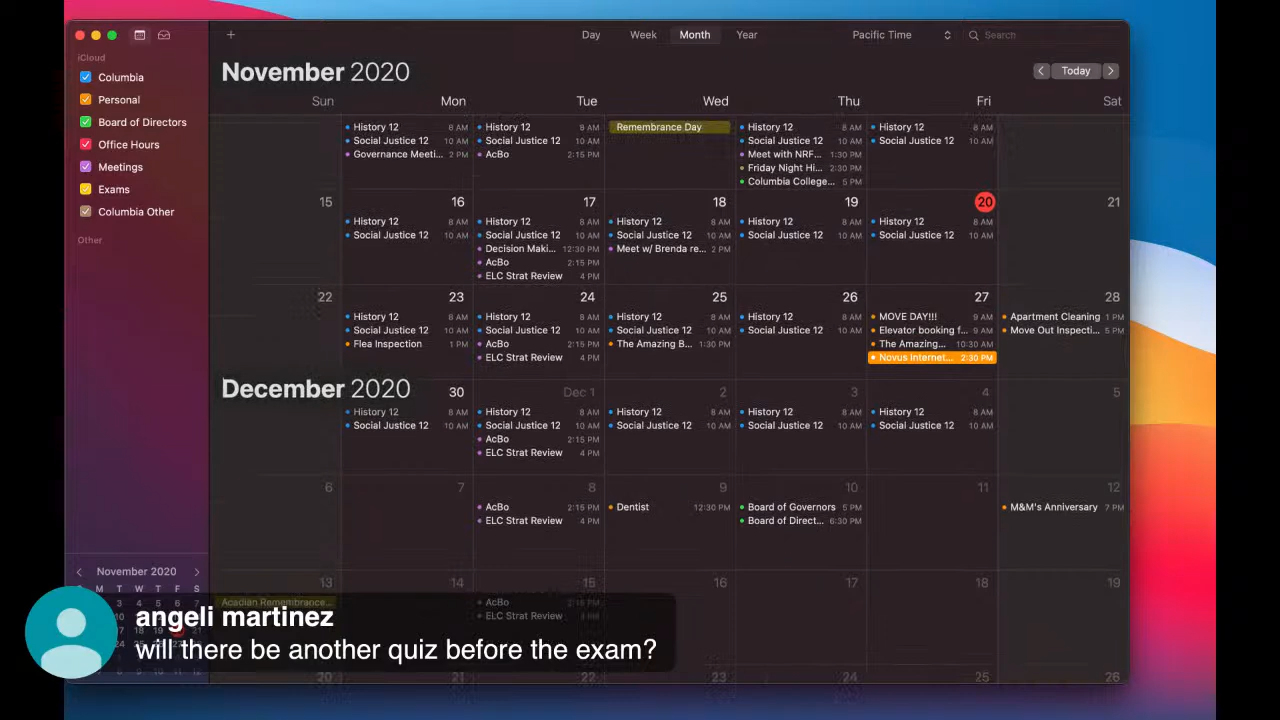 Day Week Month Year Pacific Time Search
iCloud
Columbia
Personal
Board of Directors
Office Hours
Meetings
Exams
Columbia Other
Other
November 2020
Today
Sun Mon Tue Wed Thu Fri Sat
History 12 8 AM
Social Justice 12 10 AM
Governance Meeti... 2 PM
History 12 8 AM
Social Justice 12 10 AM
AcBo 2:15 PM
Remembrance Day
History 12 8 AM
Social Justice 12 10 AM
Meet with NRF... 1:30 PM
Friday Night Hi... 2:30 PM
Columbia College... 5 PM
History 12 8 AM
Social Justice 12 10 AM
15 16 17 18 19 20 21
History 12 8 AM
Social Justice 12 10 AM
History 12 8 AM
Social Justice 12 10 AM
Decision Maki... 12:30 PM
AcBo 2:15 PM
ELC Strat Review 4 PM
History 12 8 AM
Social Justice 12 10 AM
Meet w/ Brenda re... 2 PM
History 12 8 AM
Social Justice 12 10 AM
History 12 8 AM
Social Justice 12 10 AM
22 23 24 25 26 27 28
History 12 8 AM
Social Justice 12 10 AM
Flea Inspection 1 PM
History 12 8 AM
Social Justice 12 10 AM
AcBo 2:15 PM
ELC Strat Review 4 PM
History 12 8 AM
Social Justice 12 10 AM
The Amazing B... 1:30 PM
History 12 8 AM
Social Justice 12 10 AM
MOVE DAY!!! 9 AM
Elevator booking f... 9 AM
The Amazing... 10:30 AM
Novus Internet... 2:30 PM
Apartment Cleaning 1 PM
Move Out Inspecti... 5 PM
December 2020
30 Dec 1 2 3 4 5
History 12 8 AM
Social Justice 12 10 AM
History 12 8 AM
Social Justice 12 10 AM
AcBo 2:15 PM
ELC Strat Review 4 PM
History 12 8 AM
Social Justice 12 10 AM
History 12 8 AM
Social Justice 12 10 AM
History 12 8 AM
Social Justice 12 10 AM
6 7 8 9 10 11 12
AcBo 2:15 PM
ELC Strat Review 4 PM
Dentist 12:30 PM
Board of Governors 5 PM
Board of Direct... 6:30 PM
M&M's Anniversary 7 PM
13 14 15 16 17 18 19
Acadian Remembrance...
AcBo 2:15 PM
ELC Strat Review 4 PM
20 21 22 23 24 25 26
November 2020
M T W T F S
angeli martinez
will there be another quiz before the exam?